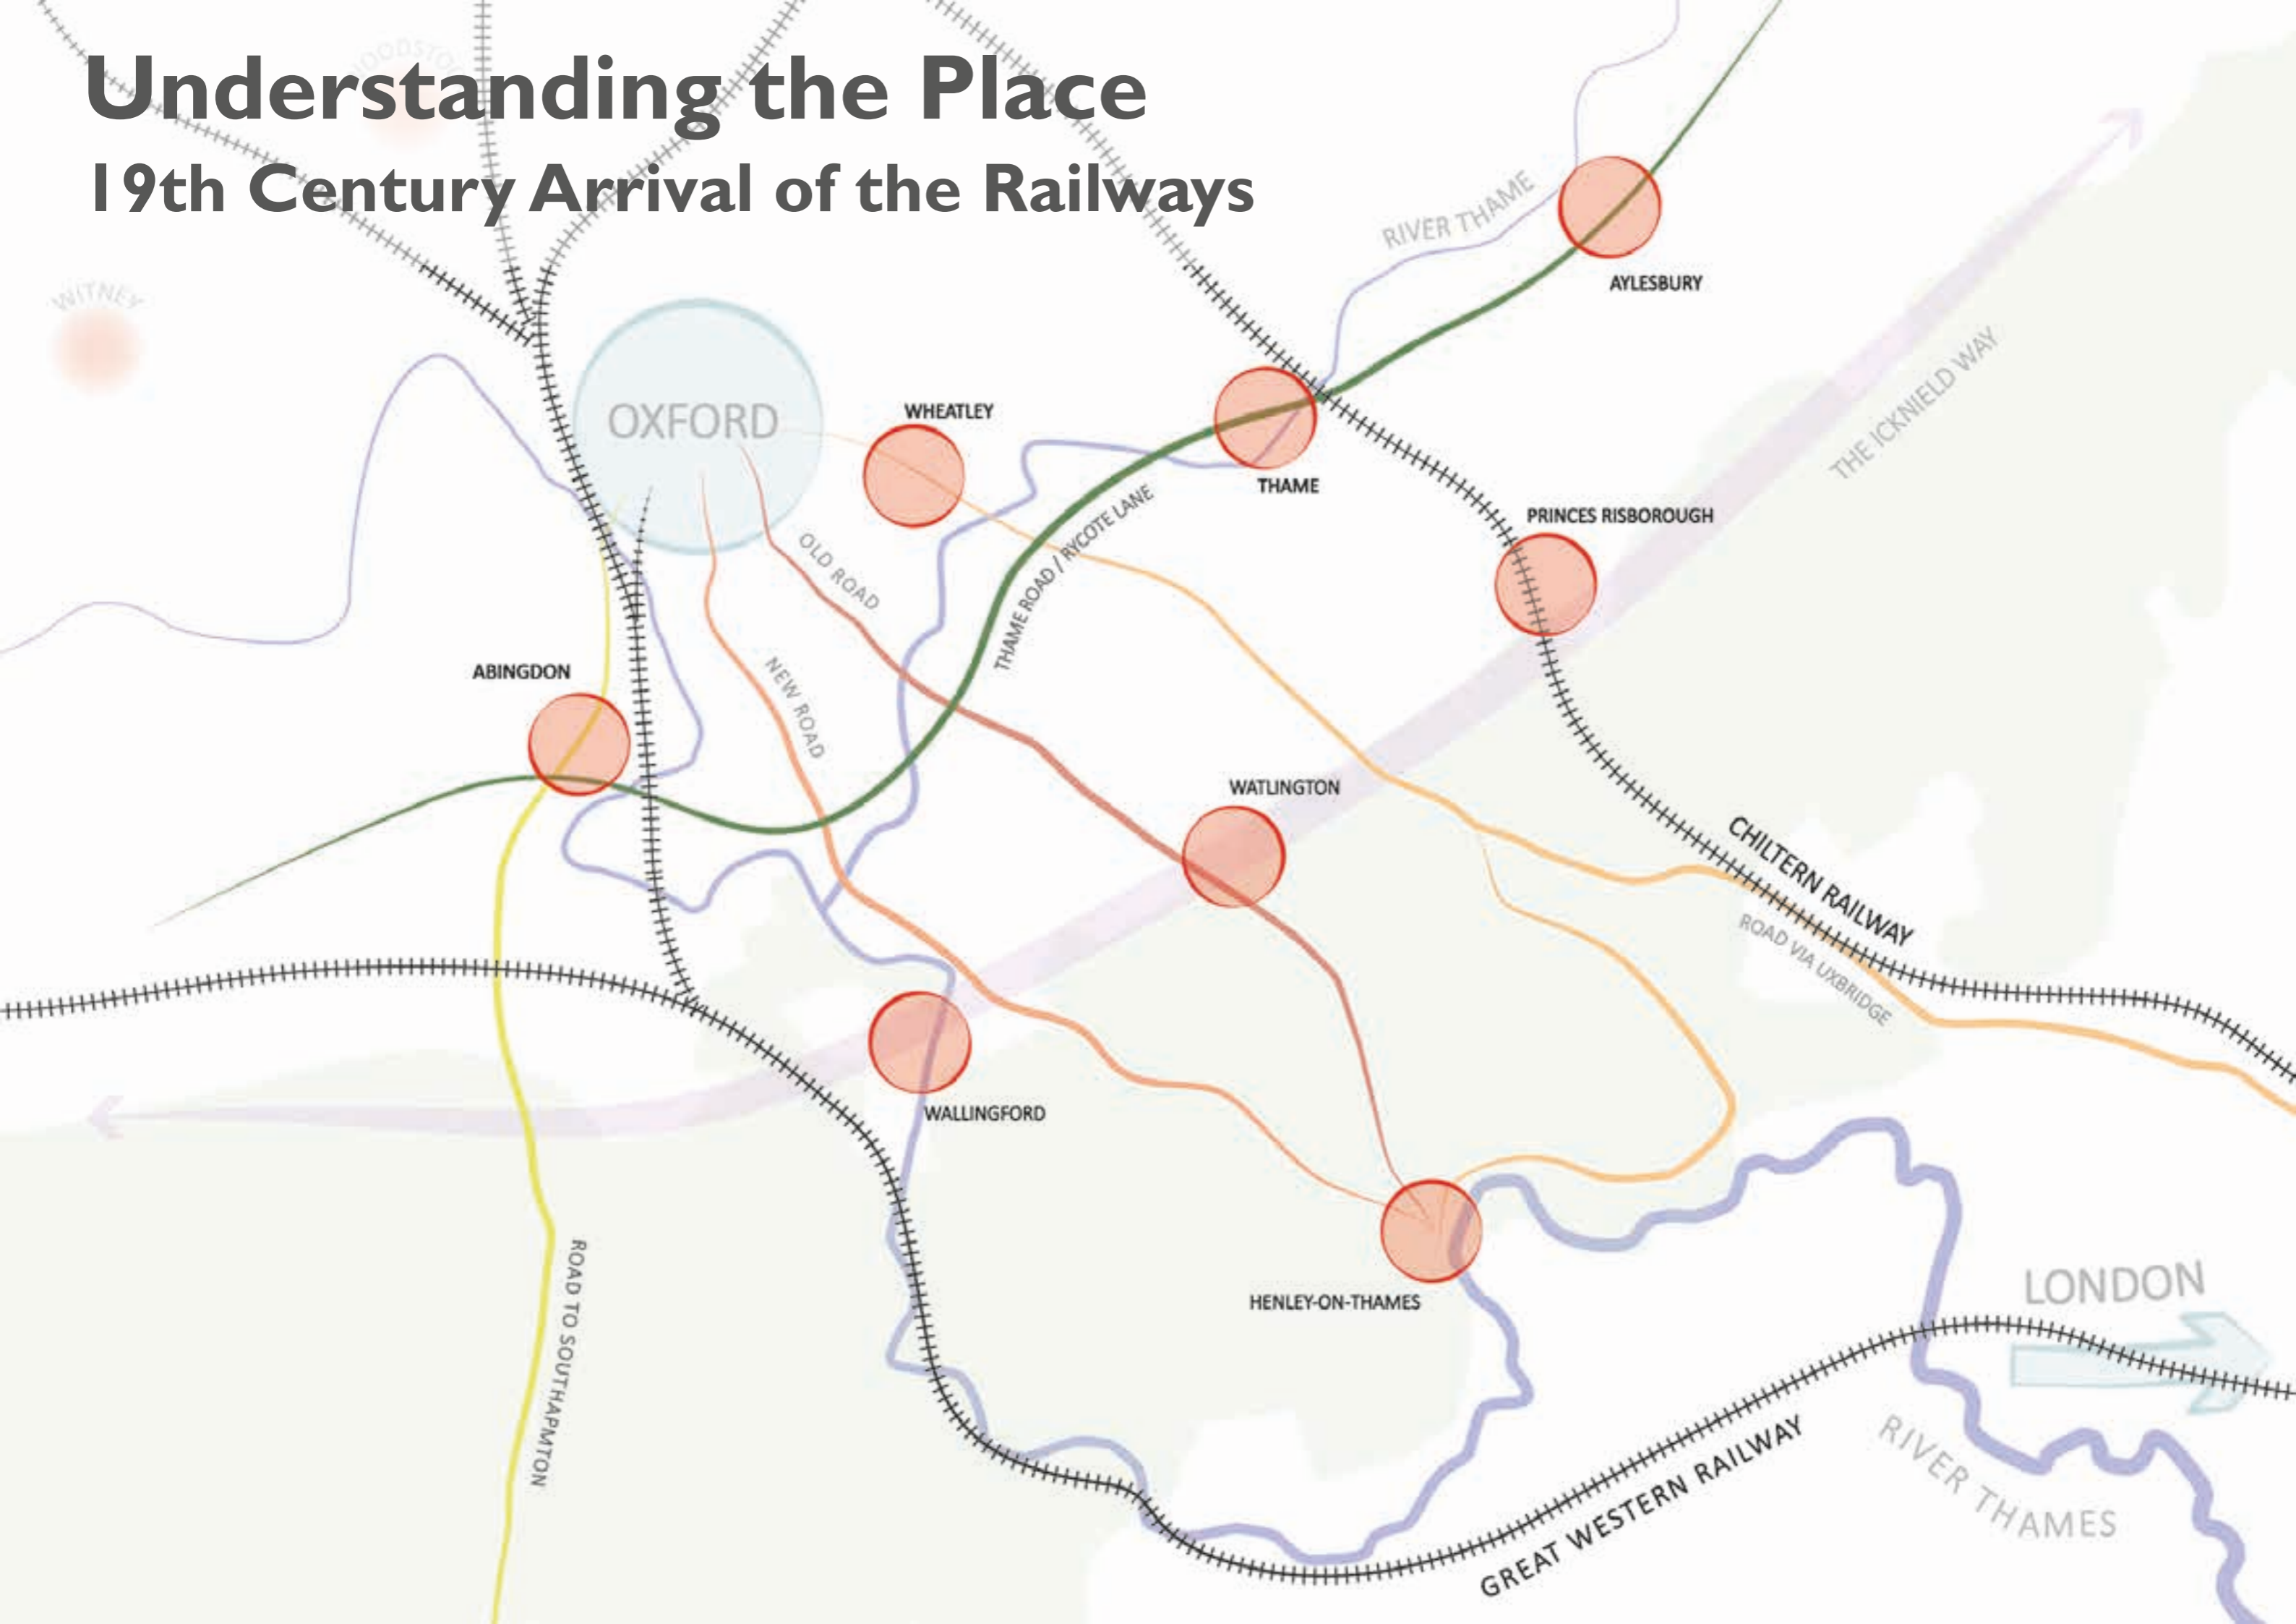 Understanding the Place
19th Century Arrival of the Railways
WITNEY
RIVER THAME
AYLESBURY
OXFORD
WHEATLEY
THAME
THE ICKNIELD WAY
PRINCES RISBOROUGH
OLD ROAD
THAME ROAD / RYCOTE LANE
NEW ROAD
ABINGDON
WATLINGTON
CHILTERN RAILWAY
ROAD VIA UXBRIDGE
WALLINGFORD
HENLEY-ON-THAMES
ROAD TO SOUTHAPMTON
LONDON
RIVER THAMES
GREAT WESTERN RAILWAY